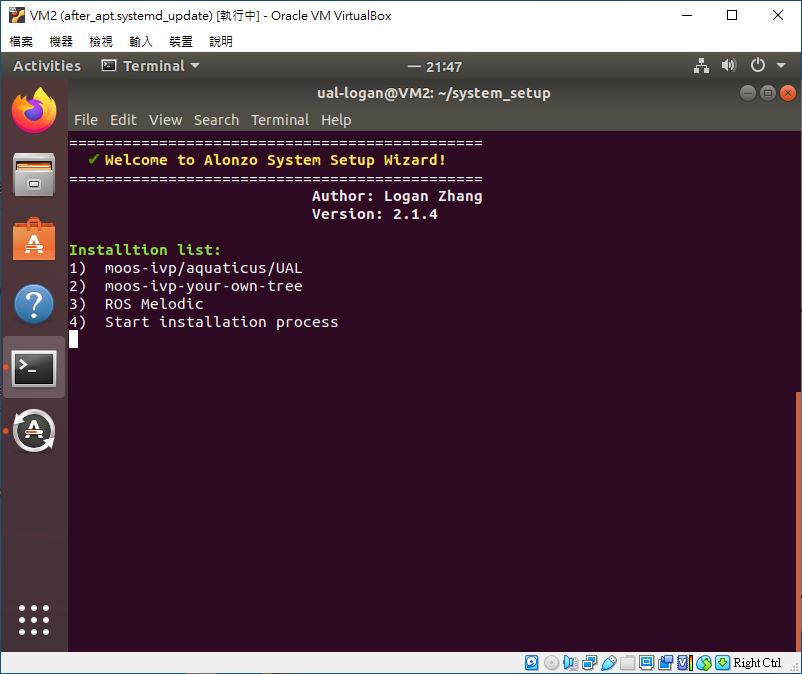 VM2 (after_apt.systemd_update) [執行中] - Oracle VM VirtualBox
檔案 機器 檢視 輸入 裝置 說明
Activities Terminal 21:47
ual-logan@VM2: ~/system_setup
File Edit View Search Terminal Help
==============================================
✔ Welcome to Alonzo System Setup Wizard!
==============================================
Author: Logan Zhang
Version: 2.1.4
Installtion list:
1) moos-ivp/aquaticus/UAL
2) moos-ivp-your-own-tree
3) ROS Melodic
4) Start installation process
Right Ctrl